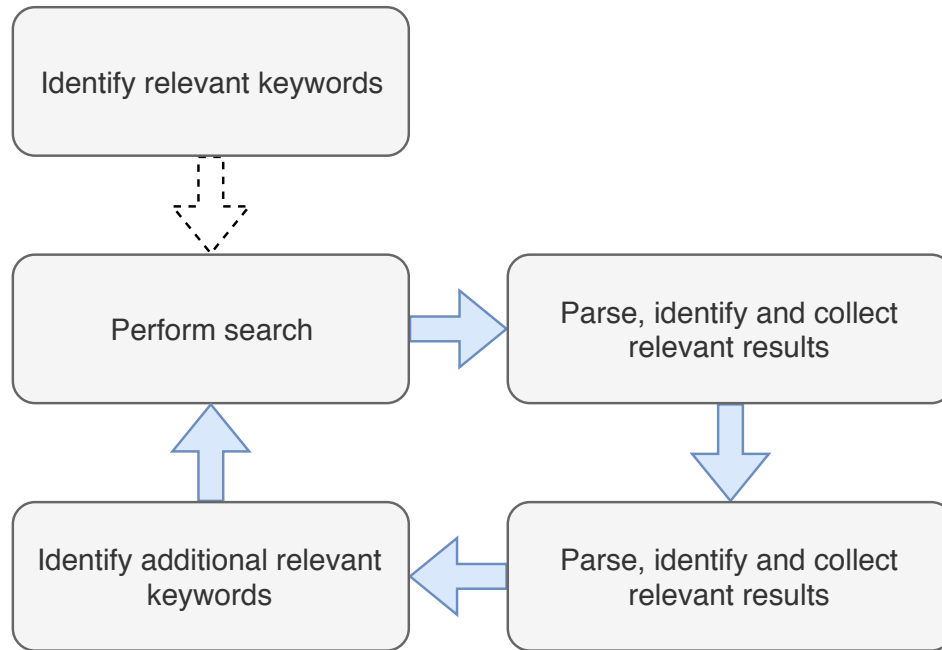 Identify relevant keywords
Perform search
Parse, identify and collect
relevant results
Parse, identify and collect
relevant results
Identify additional relevant
keywords